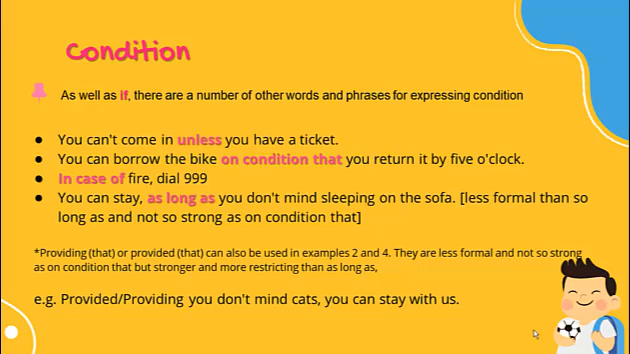 Condition
As well as if, there are a number of other words and phrases for expressing condition
● You can't come in unless you have a ticket.
● You can borrow the bike on condition that you return it by five o'clock.
● In case of fire, dial 999
● You can stay, as long as you don't mind sleeping on the sofa. [less formal than so
long as and not so strong as on condition that]
*Providing (that) or provided (that) can also be used in examples 2 and 4. They are less formal and not so strong
as on condition that but stronger and more restricting than as long as,
e.g. Provided/Providing you don't mind cats, you can stay with us.